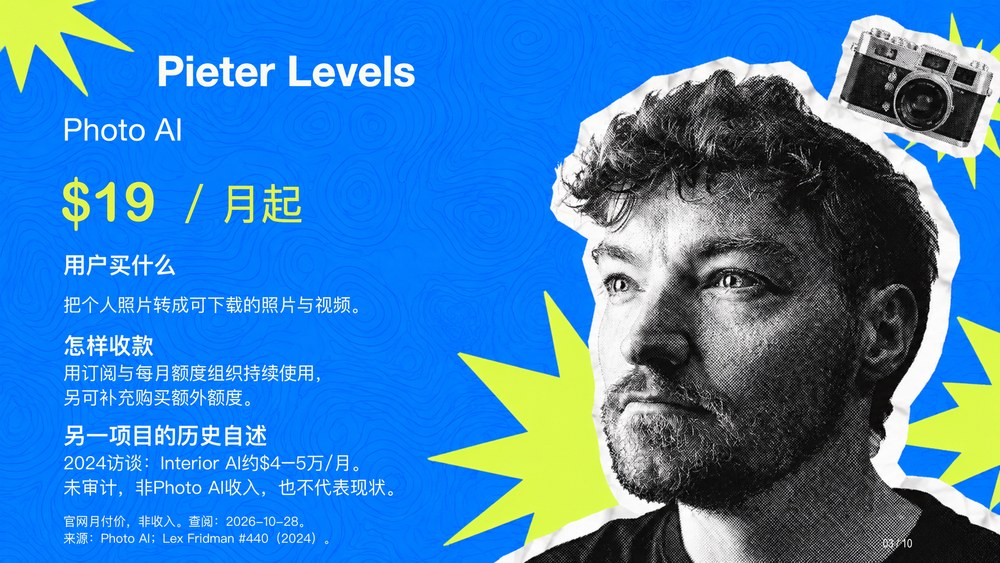 Pieter Levels
Photo AI
$19 / 月起
用户买什么
把个人照片转成可下载的照片与视频。
怎样收款
用订阅与每月额度组织持续使用，
另可补充购买额外额度。
另一项目的历史自述
2024访谈：Interior AI约$4–5万/月。
未审计，非Photo AI收入，也不代表现状。
官网月付价，非收入。查阅：2026-10-28。
来源：Photo AI；Lex Fridman #440（2024）。
03 / 10